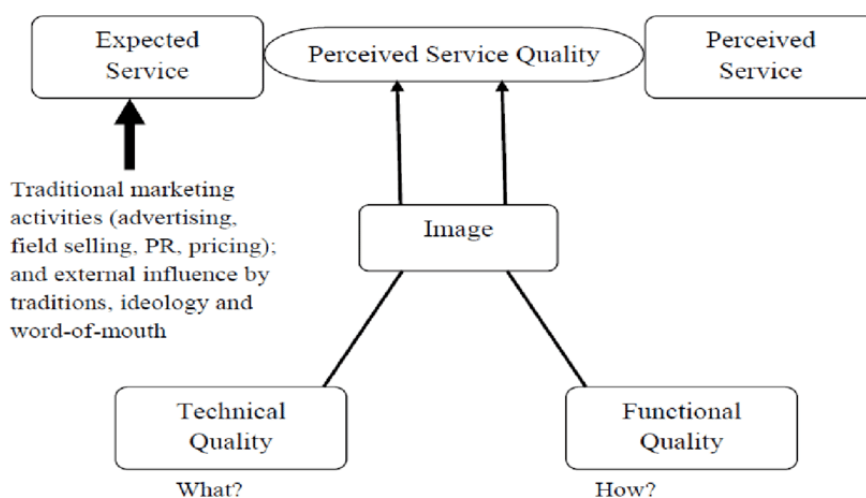 Expected
Service
Perceived Service Quality
Perceived
Service
Traditional marketing
activities (advertising,
field selling, PR, pricing);
and external influence by
traditions, ideology and
word-of-mouth
Image
Technical
Quality
Functional
Quality
What?
How?